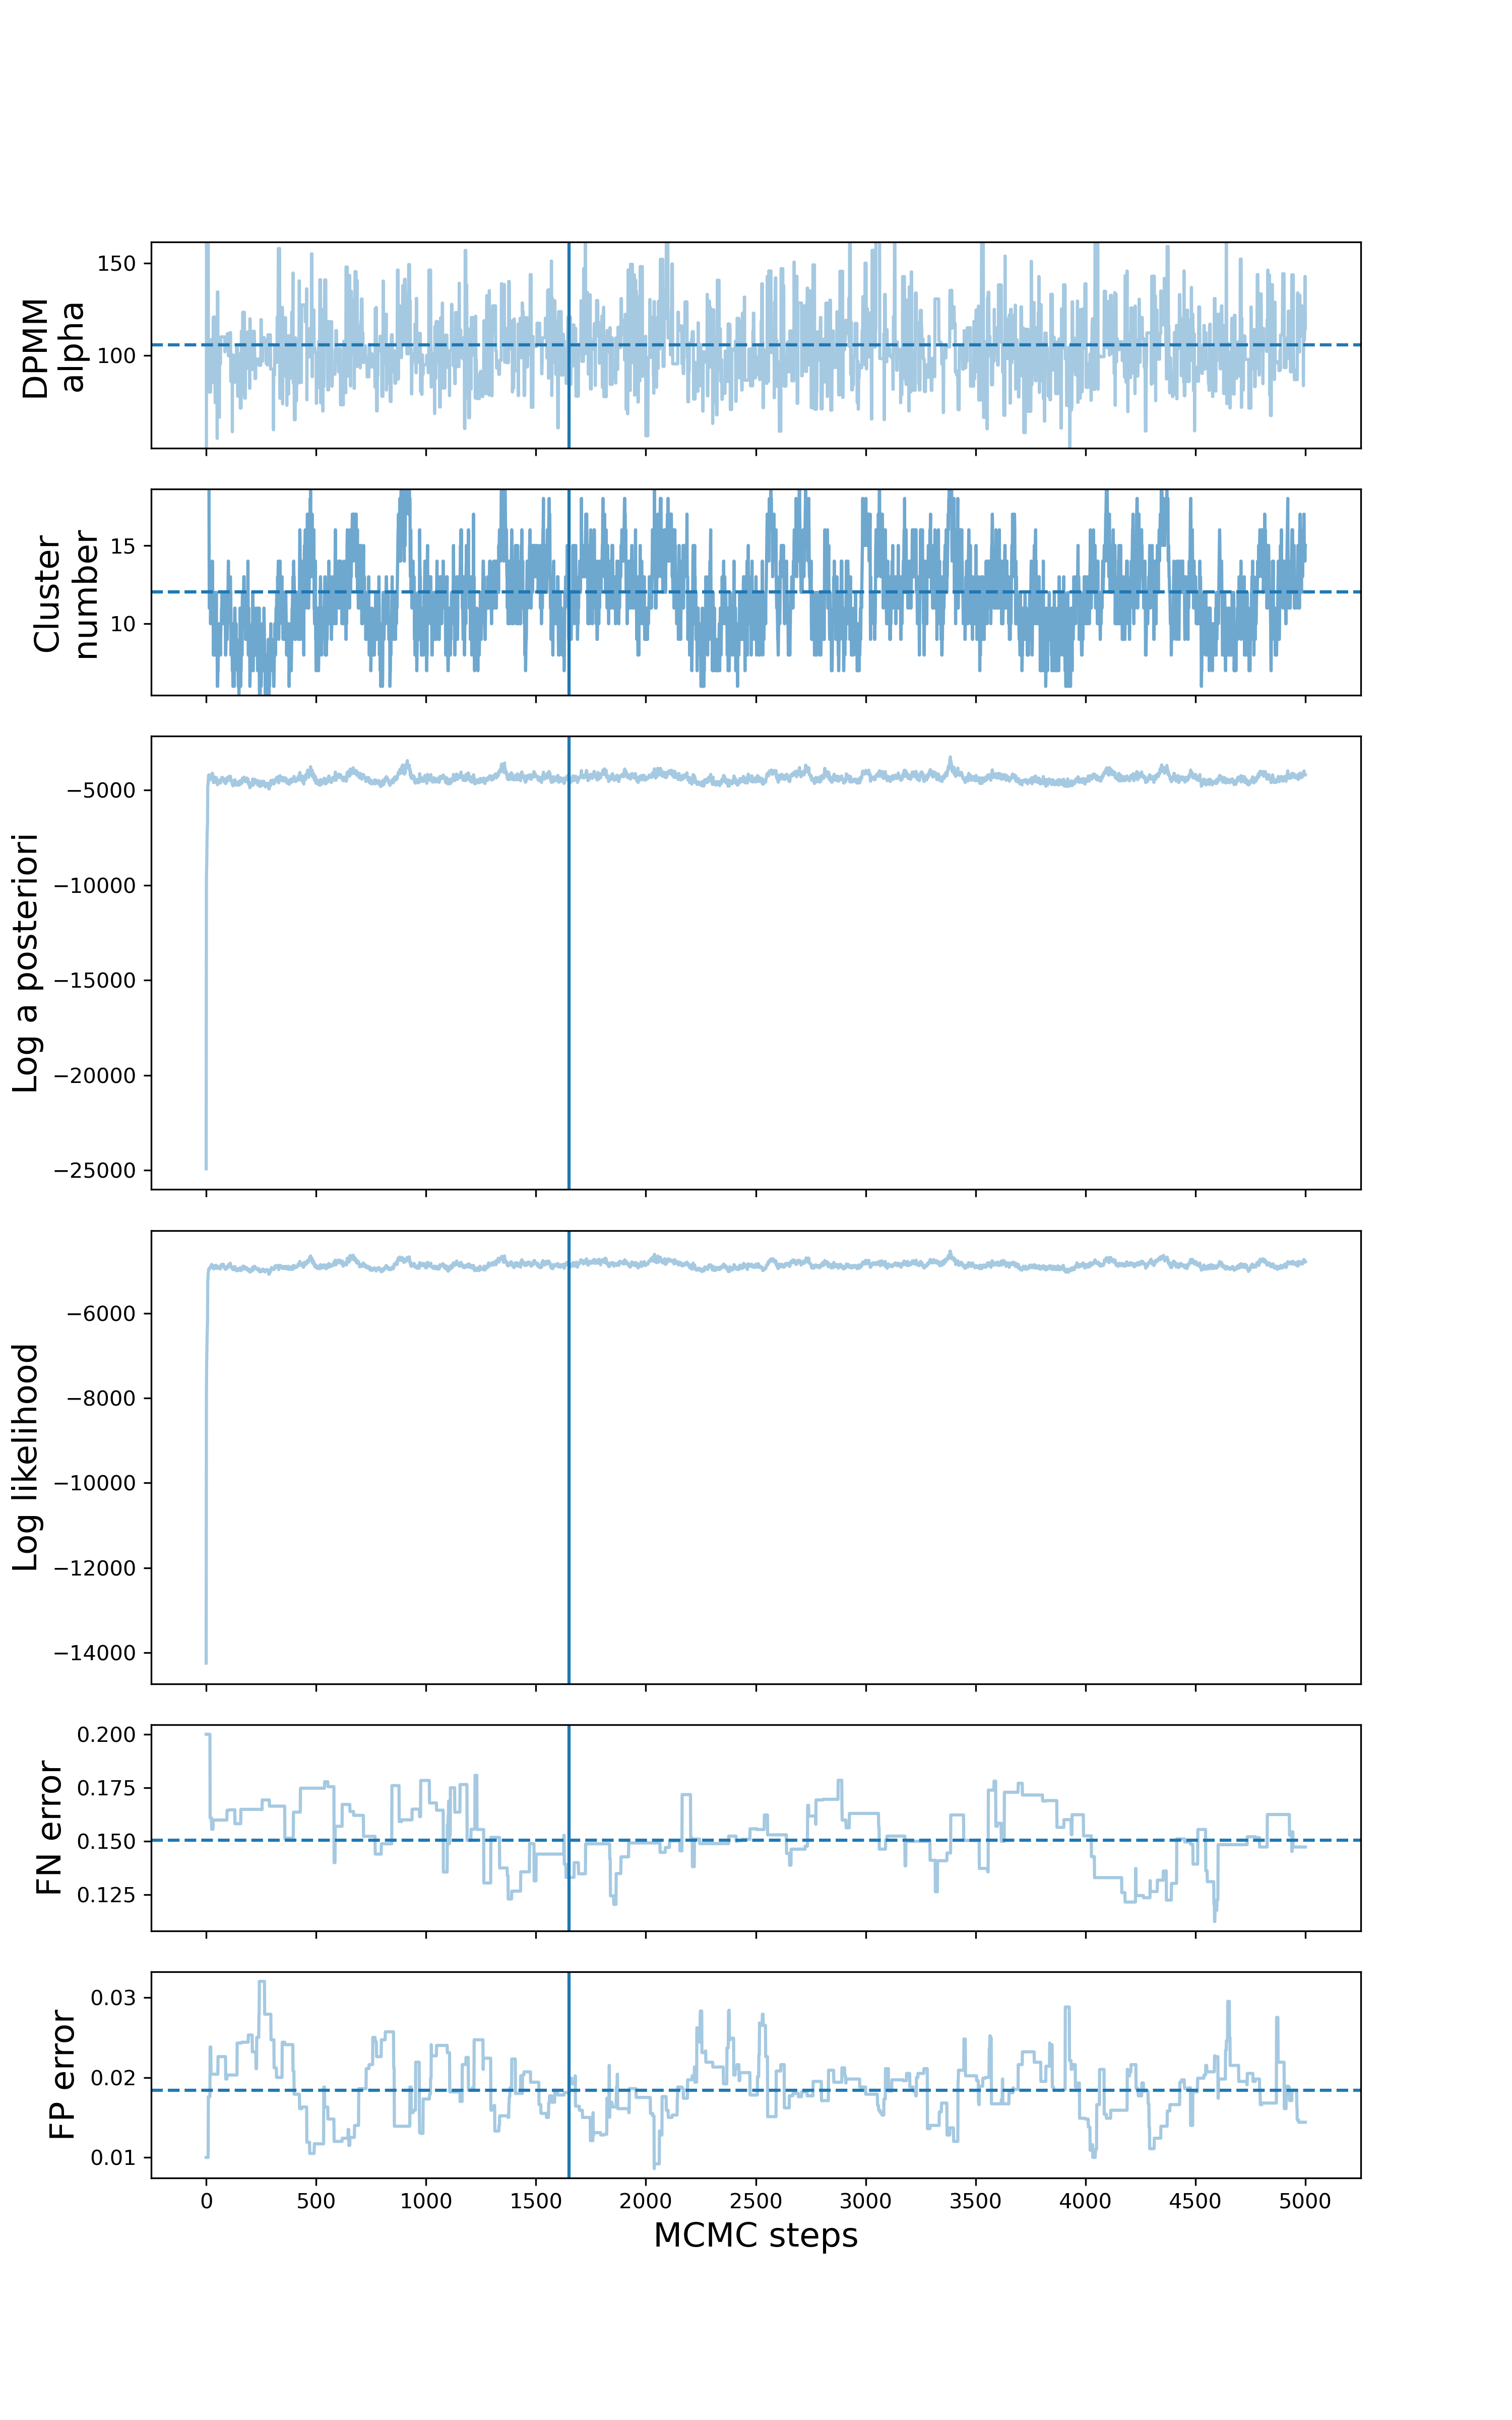 DPMM
alpha
150
100
Cluster
number
15
10
Log a posteriori
−5000
−10000
−15000
−20000
−25000
Log likelihood
−6000
−8000
−10000
−12000
−14000
FN error
0.200
0.175
0.150
0.125
FP error
0.03
0.02
0.01
0 500 1000 1500 2000 2500 3000 3500 4000 4500 5000
MCMC steps